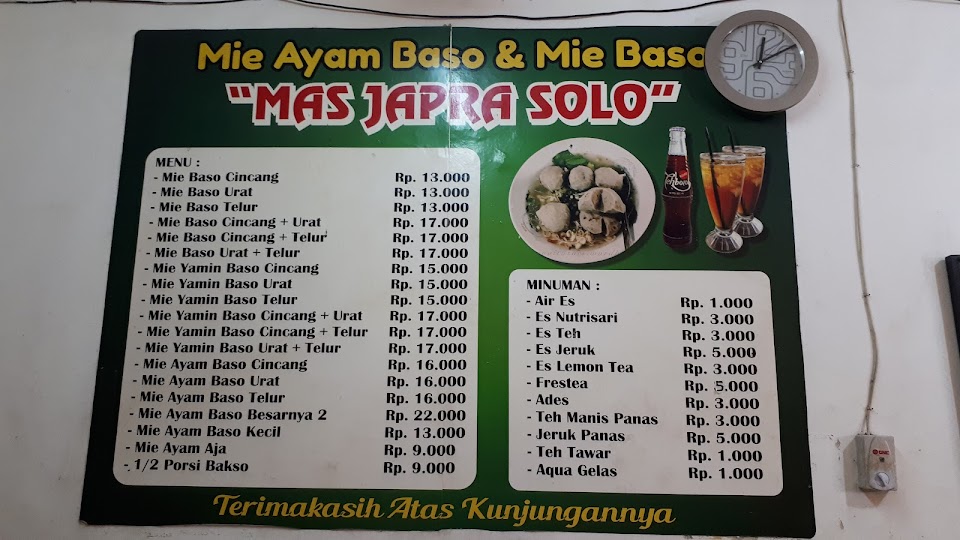 Mie Ayam Baso & Mie Baso
"MAS JAPRA SOLO"
MENU :
- Mie Baso Cincang Rp. 13.000
- Mie Baso Urat Rp. 13.000
- Mie Baso Telur Rp. 13.000
- Mie Baso Cincang + Urat Rp. 17.000
- Mie Baso Cincang + Telur Rp. 17.000
- Mie Baso Urat + Telur Rp. 17.000
- Mie Yamin Baso Cincang Rp. 15.000
- Mie Yamin Baso Urat Rp. 15.000
- Mie Yamin Baso Telur Rp. 15.000
- Mie Yamin Baso Cincang + Urat Rp. 17.000
- Mie Yamin Baso Cincang + Telur Rp. 17.000
- Mie Yamin Baso Urat + Telur Rp. 17.000
- Mie Ayam Baso Cincang Rp. 16.000
- Mie Ayam Baso Urat Rp. 16.000
- Mie Ayam Baso Telur Rp. 16.000
- Mie Ayam Baso Besarnya 2 Rp. 22.000
- Mie Ayam Baso Kecil Rp. 13.000
- Mie Ayam Aja Rp. 9.000
- 1/2 Porsi Bakso Rp. 9.000
MINUMAN :
- Air Es Rp. 1.000
- Es Nutrisari Rp. 3.000
- Es Teh Rp. 3.000
- Es Jeruk Rp. 5.000
- Es Lemon Tea Rp. 3.000
- Frestea Rp. 5.000
- Ades Rp. 3.000
- Teh Manis Panas Rp. 3.000
- Jeruk Panas Rp. 5.000
- Teh Tawar Rp. 1.000
- Aqua Gelas Rp. 1.000
Terimakasih Atas Kunjungannya